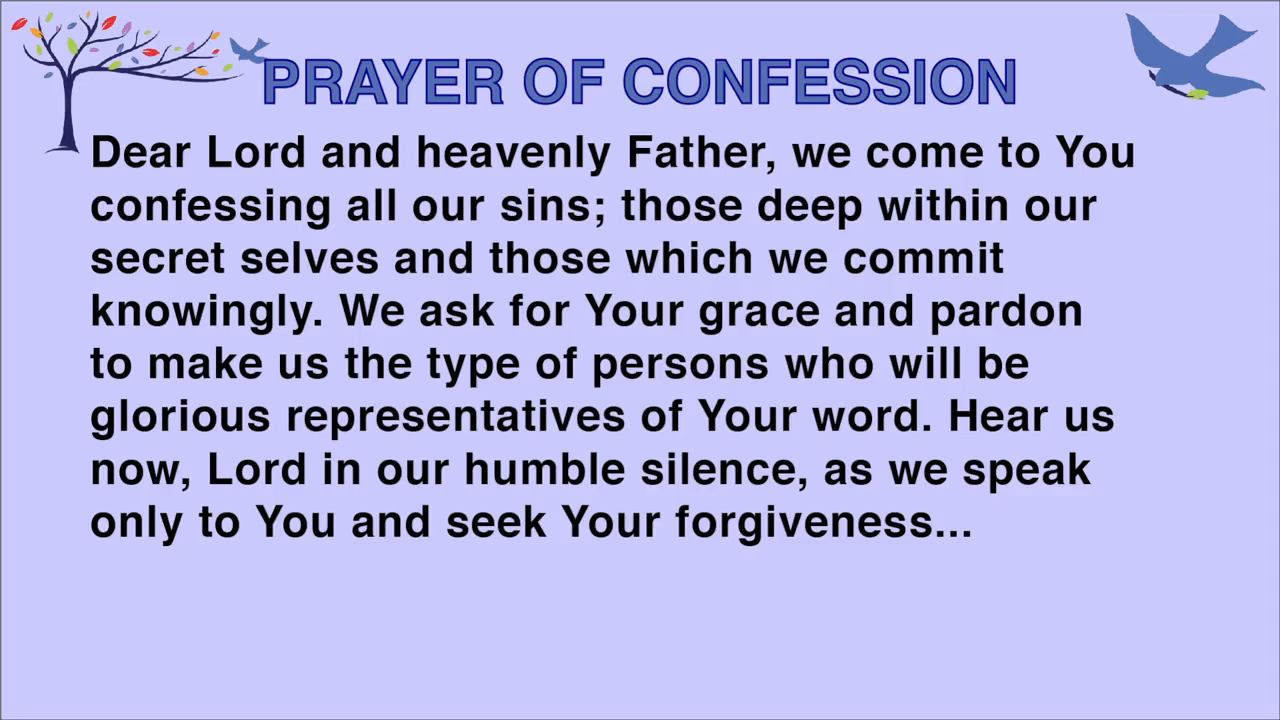 PRAYER OF CONFESSION
Dear Lord and heavenly Father, we come to You
confessing all our sins; those deep within our
secret selves and those which we commit
knowingly. We ask for Your grace and pardon
to make us the type of persons who will be
glorious representatives of Your word. Hear us
now, Lord in our humble silence, as we speak
only to You and seek Your forgiveness...